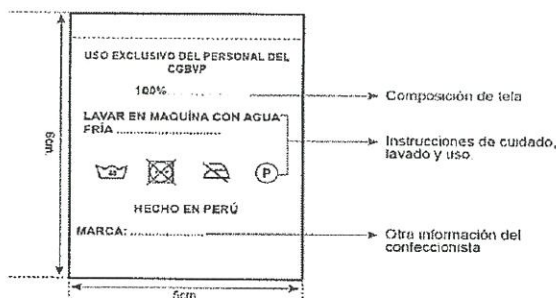 USO EXCLUSIVO DEL PERSONAL DEL
CGBVP
100%...................... Composición de tela
LAVAR EN MAQUÍNA CON AGUA
FRÍA ......................
Instrucciones de cuidado,
lavado y uso.
P
HECHO EN PERÚ
MARCA: .................. Otra información del
confeccionista
6cm.
5cm